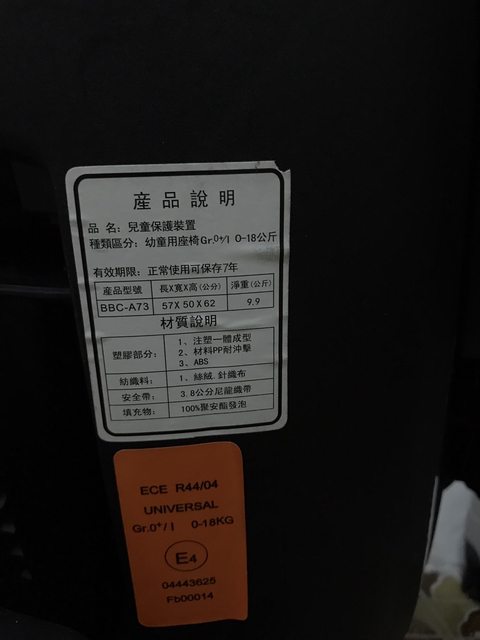 產品說明
品 名：兒童保護裝置
種類區分：幼童用座椅Gr.0+/I 0-18公斤
有效期限：正常使用可保存7年
產品型號 長X寬X高(公分) 淨重(公斤)
BBC-A73 57X50X62 9.9
材質說明
塑膠部分： 1、注塑一體成型
2、材料PP耐沖擊
3、ABS
紡織料： 1、絲絨.針織布
安全帶： 3.8公分尼龍織帶
填充物： 100%聚安酯發泡
ECE R44/04
UNIVERSAL
Gr.0+/I 0-18KG
E4
04443625
Fb00014